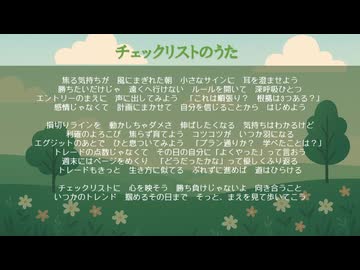 チェックリストのうた
焦る気持ちが　風にまぎれた朝　小さなサインに　耳を澄ませよう
勝ちたいだけじゃ　遠くへ行けない　ルールを開いて　深呼吸ひとつ
エントリーのまえに　声に出してみよう　「これは順張り？　根拠は3つある？」
感情じゃなくて　計画にまかせて　自分を信じることから　はじめよう
損切りラインを　動かしちゃダメさ　伸ばしたくなる　気持ちはわかるけど
利確のよろこび　焦らず育てよう　コツコツが　いつか羽になる
エグジットのあとで　ひと息ついてみよう　「プラン通りか？　学べたことは？」
トレードの点数じゃなくて　その日の自分に「よくやった」って言おう
週末にはページをめくり　「どうだったかな」って優しくふり返る
トレードもきっと　生き方に似てる　ぶれずに進めば　道はひらける
チェックリストに　心を映そう　勝ち負けじゃないよ　向き合うこと
いつかのトレンド　掴めるその日まで　そっと、まえを見て歩いてこう